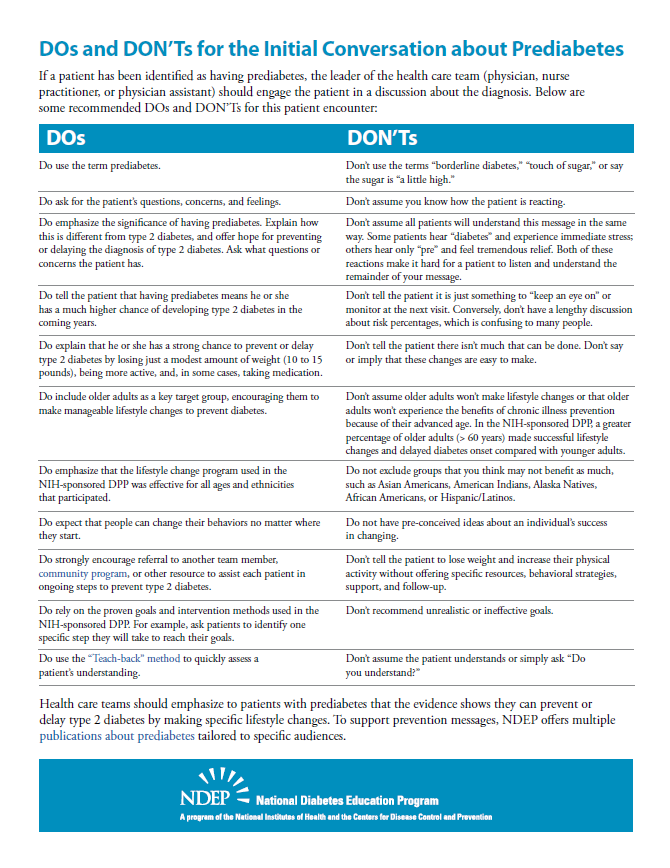 DOs and DON'Ts for the Initial Conversation about Prediabetes
If a patient has been identified as having prediabetes, the leader of the health care team (physician, nurse
practitioner, or physician assistant) should engage the patient in a discussion about the diagnosis. Below are
some recommended DOs and DON'Ts for this patient encounter:
DOs
DON'Ts
Do use the term prediabetes.
Don't use the terms "borderline diabetes," "touch of sugar," or say
the sugar is "a little high."
Do ask for the patient's questions, concerns, and feelings.
Don't assume you know how the patient is reacting.
Do emphasize the significance of having prediabetes. Explain how
this is different from type 2 diabetes, and offer hope for preventing
or delaying the diagnosis of type 2 diabetes. Ask what questions or
concerns the patient has.
Don't assume all patients will understand this message in the same
way. Some patients hear "diabetes" and experience immediate stress;
others hear only "pre" and feel tremendous relief. Both of these
reactions make it hard for a patient to listen and understand the
remainder of your message.
Do tell the patient that having prediabetes means he or she
has a much higher chance of developing type 2 diabetes in the
coming years.
Don't tell the patient it is just something to "keep an eye on" or
monitor at the next visit. Conversely, don't have a lengthy discussion
about risk percentages, which is confusing to many people.
Do explain that he or she has a strong chance to prevent or delay
type 2 diabetes by losing just a modest amount of weight (10 to 15
pounds), being more active, and, in some cases, taking medication.
Don't tell the patient there isn't much that can be done. Don't say
or imply that these changes are easy to make.
Do include older adults as a key target group, encouraging them to
make manageable lifestyle changes to prevent diabetes.
Don't assume older adults won't make lifestyle changes or that older
adults won't experience the benefits of chronic illness prevention
because of their advanced age. In the NIH-sponsored DPP, a greater
percentage of older adults (> 60 years) made successful lifestyle
changes and delayed diabetes onset compared with younger adults.
Do emphasize that the lifestyle change program used in the
NIH-sponsored DPP was effective for all ages and ethnicities
that participated.
Do not exclude groups that you think may not benefit as much,
such as Asian Americans, American Indians, Alaska Natives,
African Americans, or Hispanic/Latinos.
Do expect that people can change their behaviors no matter where
they start.
Do not have pre-conceived ideas about an individual's success
in changing.
Do strongly encourage referral to another team member,
community program, or other resource to assist each patient in
ongoing steps to prevent type 2 diabetes.
Don't tell the patient to lose weight and increase their physical
activity without offering specific resources, behavioral strategies,
support, and follow-up.
Do rely on the proven goals and intervention methods used in the
NIH-sponsored DPP. For example, ask patients to identify one
specific step they will take to reach their goals.
Don't recommend unrealistic or ineffective goals.
Do use the "Teach-back" method to quickly assess a
patient's understanding.
Don't assume the patient understands or simply ask "Do
you understand?"
Health care teams should emphasize to patients with prediabetes that the evidence shows they can prevent or
delay type 2 diabetes by making specific lifestyle changes. To support prevention messages, NDEP offers multiple
publications about prediabetes tailored to specific audiences.
NDEP National Diabetes Education Program
A program of the National Institutes of Health and the Centers for Disease Control and Prevention